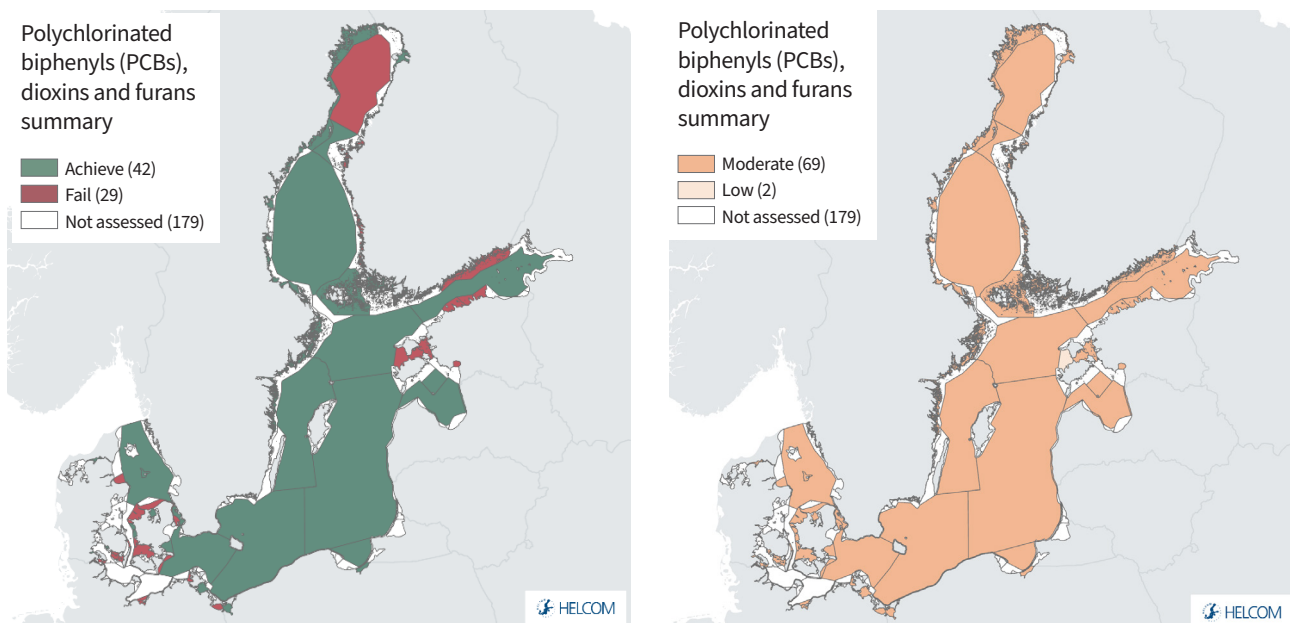 Polychlorinated
biphenyls (PCBs),
dioxins and furans
summary
Achieve (42)
Fail (29)
Not assessed (179)
HELCOM
Polychlorinated
biphenyls (PCBs),
dioxins and furans
summary
Moderate (69)
Low (2)
Not assessed (179)
HELCOM